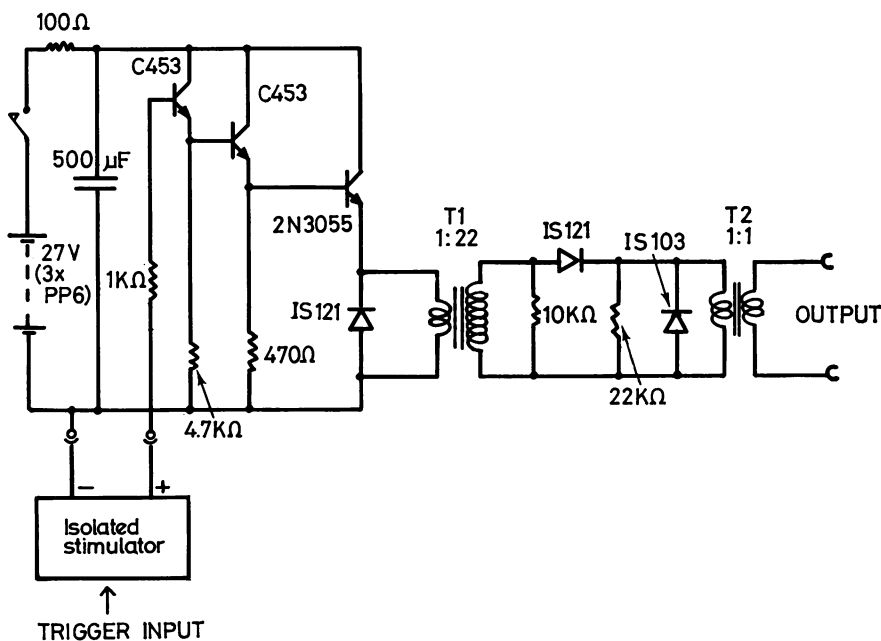 100Ω
C453
C453
500 μF
27V
(3x
PP6)
1KΩ
2N3055
T1
1:22
IS121
IS103
T2
1:1
IS121
10KΩ
OUTPUT
470Ω
22KΩ
4.7KΩ
− +
Isolated
stimulator
TRIGGER INPUT